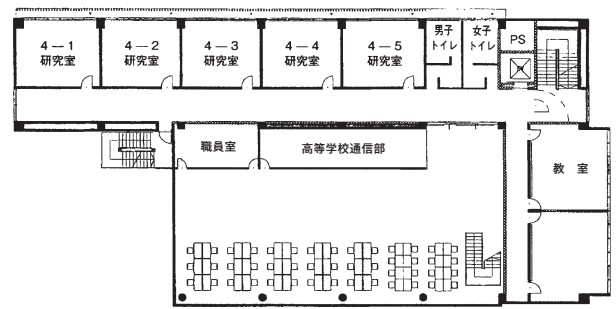 4―1
研究室
4―2
研究室
4―3
研究室
4―4
研究室
4―5
研究室
男子
トイレ
女子
トイレ
PS
職員室
高等学校通信部
教 室